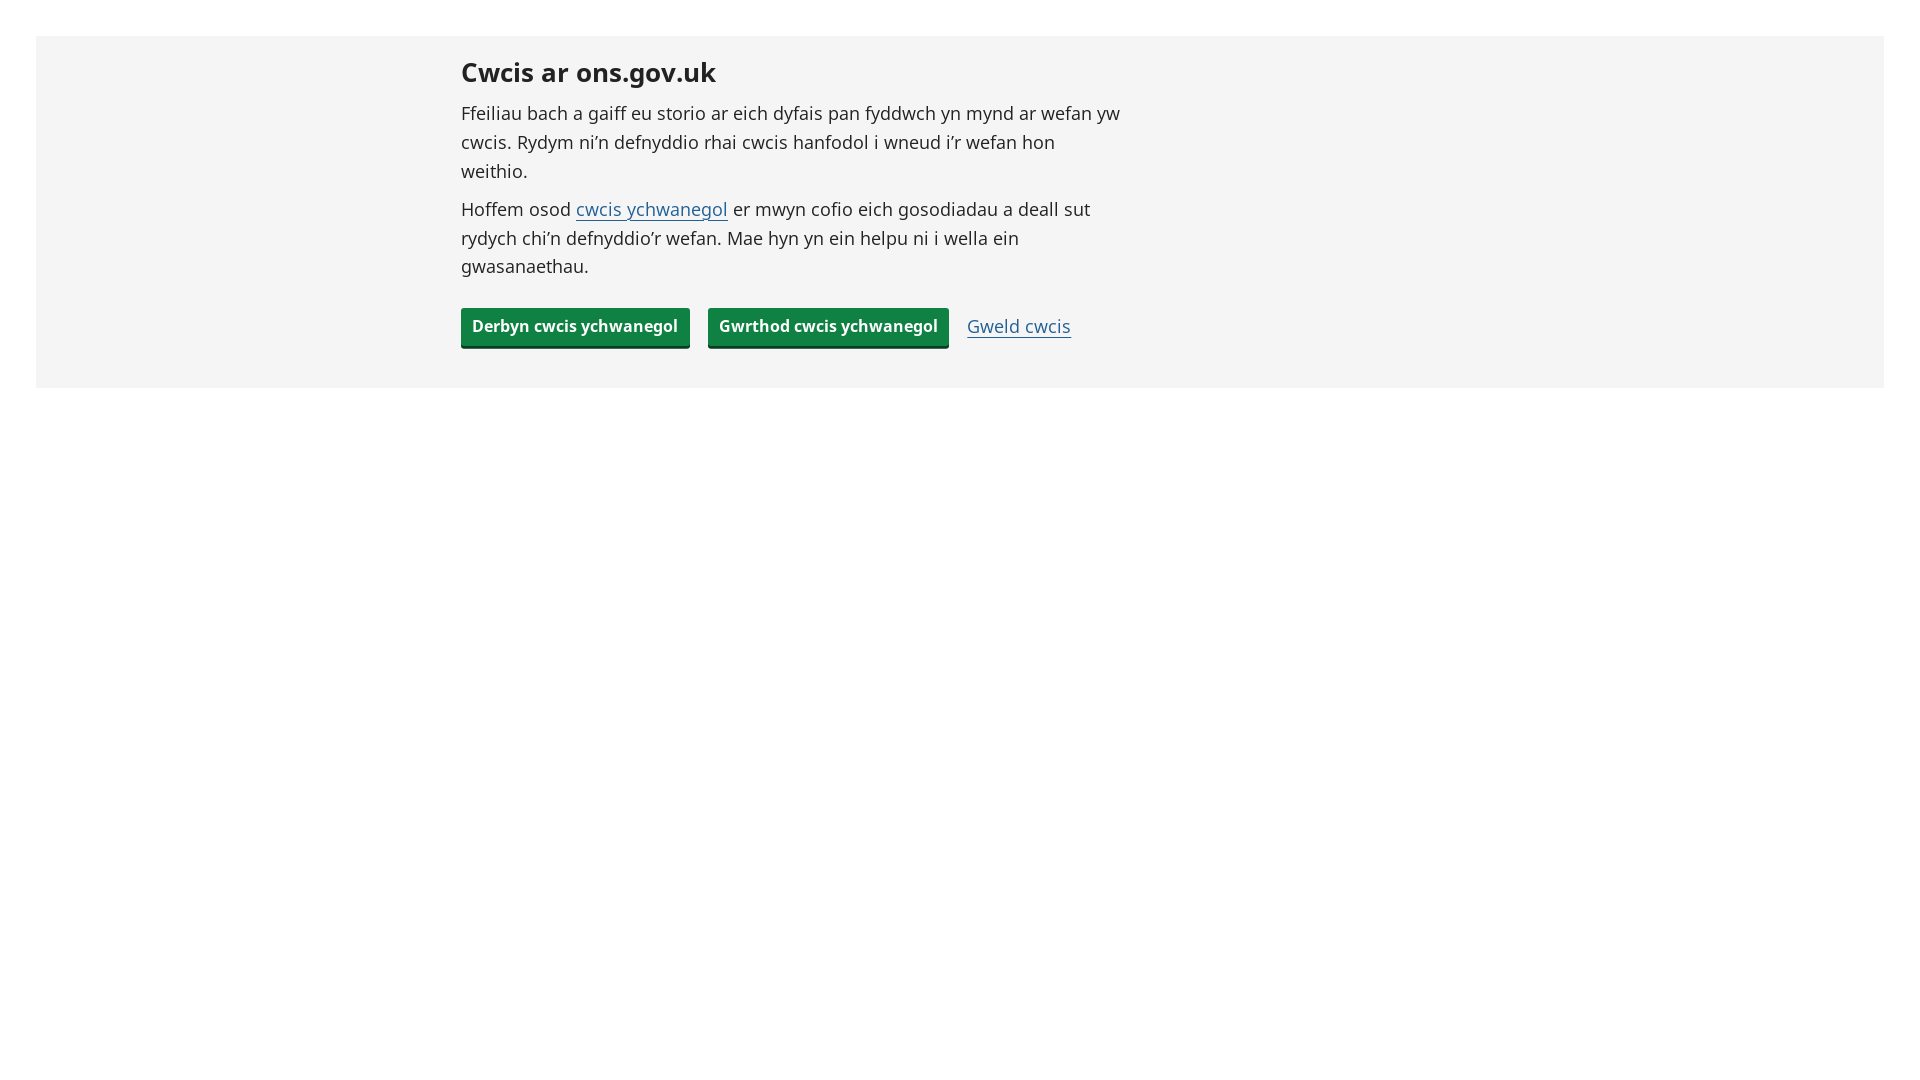 Cwcis ar ons.gov.uk
Ffeiliau bach a gaiff eu storio ar eich dyfais pan fyddwch yn mynd ar wefan yw
cwcis. Rydym ni’n defnyddio rhai cwcis hanfodol i wneud i’r wefan hon
weithio.
Hoffem osod cwcis ychwanegol er mwyn cofio eich gosodiadau a deall sut
rydych chi’n defnyddio’r wefan. Mae hyn yn ein helpu ni i wella ein
gwasanaethau.
Derbyn cwcis ychwanegol Gwrthod cwcis ychwanegol Gweld cwcis